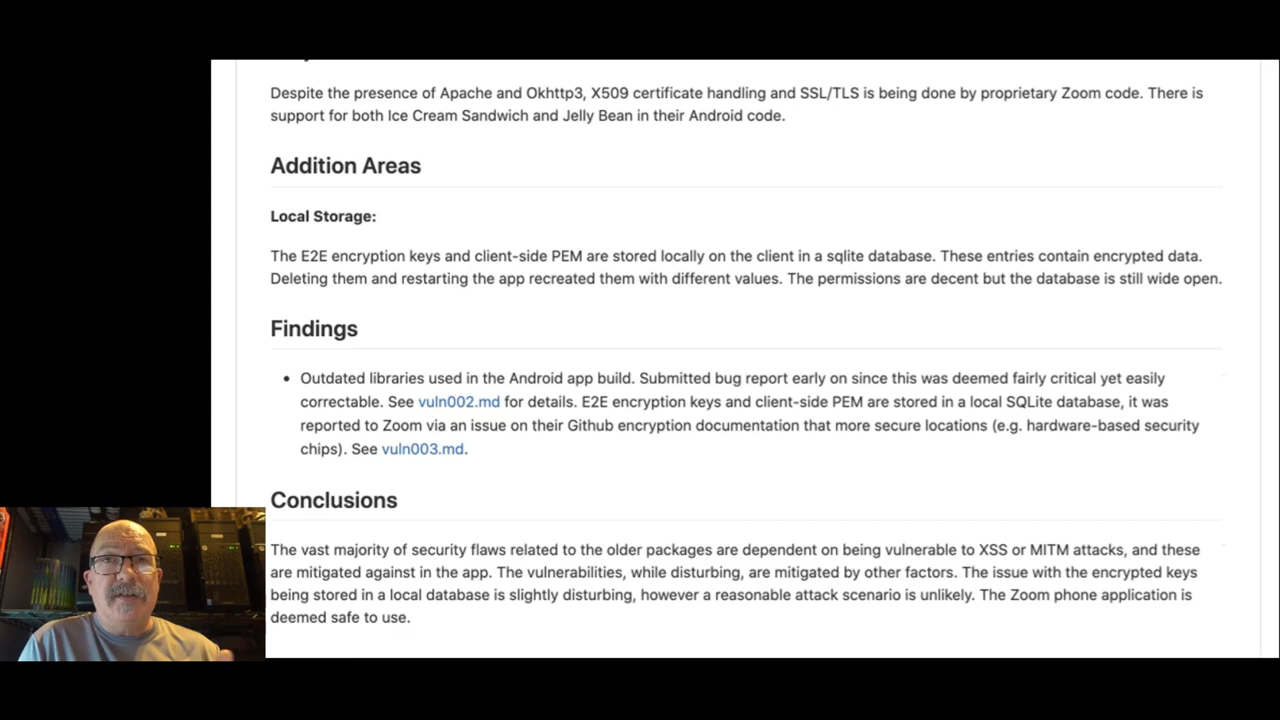 Despite the presence of Apache and Okhttp3, X509 certificate handling and SSL/TLS is being done by proprietary Zoom code. There is
support for both Ice Cream Sandwich and Jelly Bean in their Android code.
Addition Areas
Local Storage:
The E2E encryption keys and client-side PEM are stored locally on the client in a sqlite database. These entries contain encrypted data.
Deleting them and restarting the app recreated them with different values. The permissions are decent but the database is still wide open.
Findings
• Outdated libraries used in the Android app build. Submitted bug report early on since this was deemed fairly critical yet easily
correctable. See vuln002.md for details. E2E encryption keys and client-side PEM are stored in a local SQLite database, it was
reported to Zoom via an issue on their Github encryption documentation that more secure locations (e.g. hardware-based security
chips). See vuln003.md.
Conclusions
The vast majority of security flaws related to the older packages are dependent on being vulnerable to XSS or MITM attacks, and these
are mitigated against in the app. The vulnerabilities, while disturbing, are mitigated by other factors. The issue with the encrypted keys
being stored in a local database is slightly disturbing, however a reasonable attack scenario is unlikely. The Zoom phone application is
deemed safe to use.